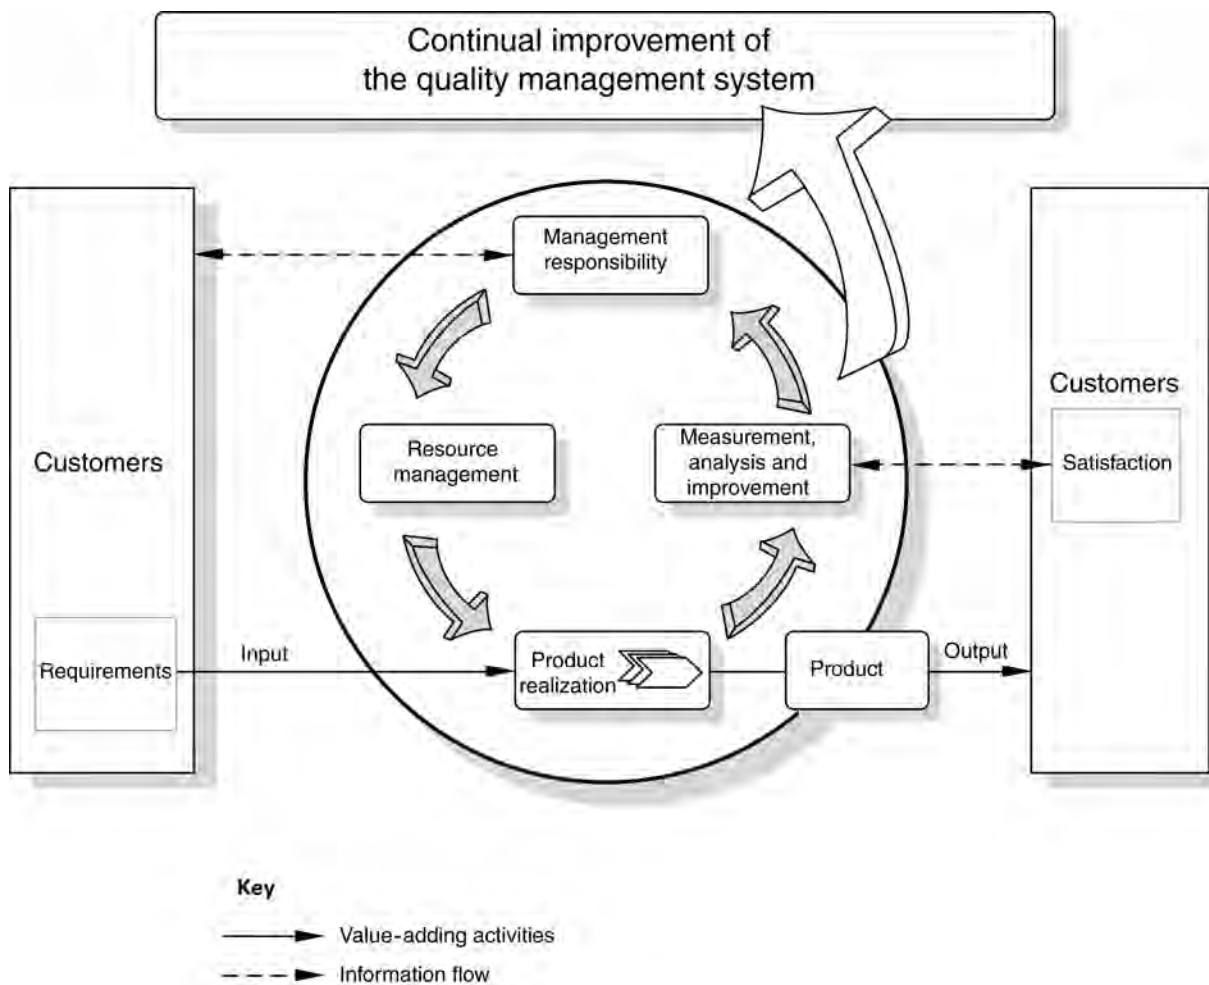 Continual improvement of
the quality management system
Management
responsibility
Customers
Resource
management
Measurement,
analysis and
improvement
Customers
Satisfaction
Requirements
Input
Product
realization
Product
Output
Key
Value-adding activities
Information flow